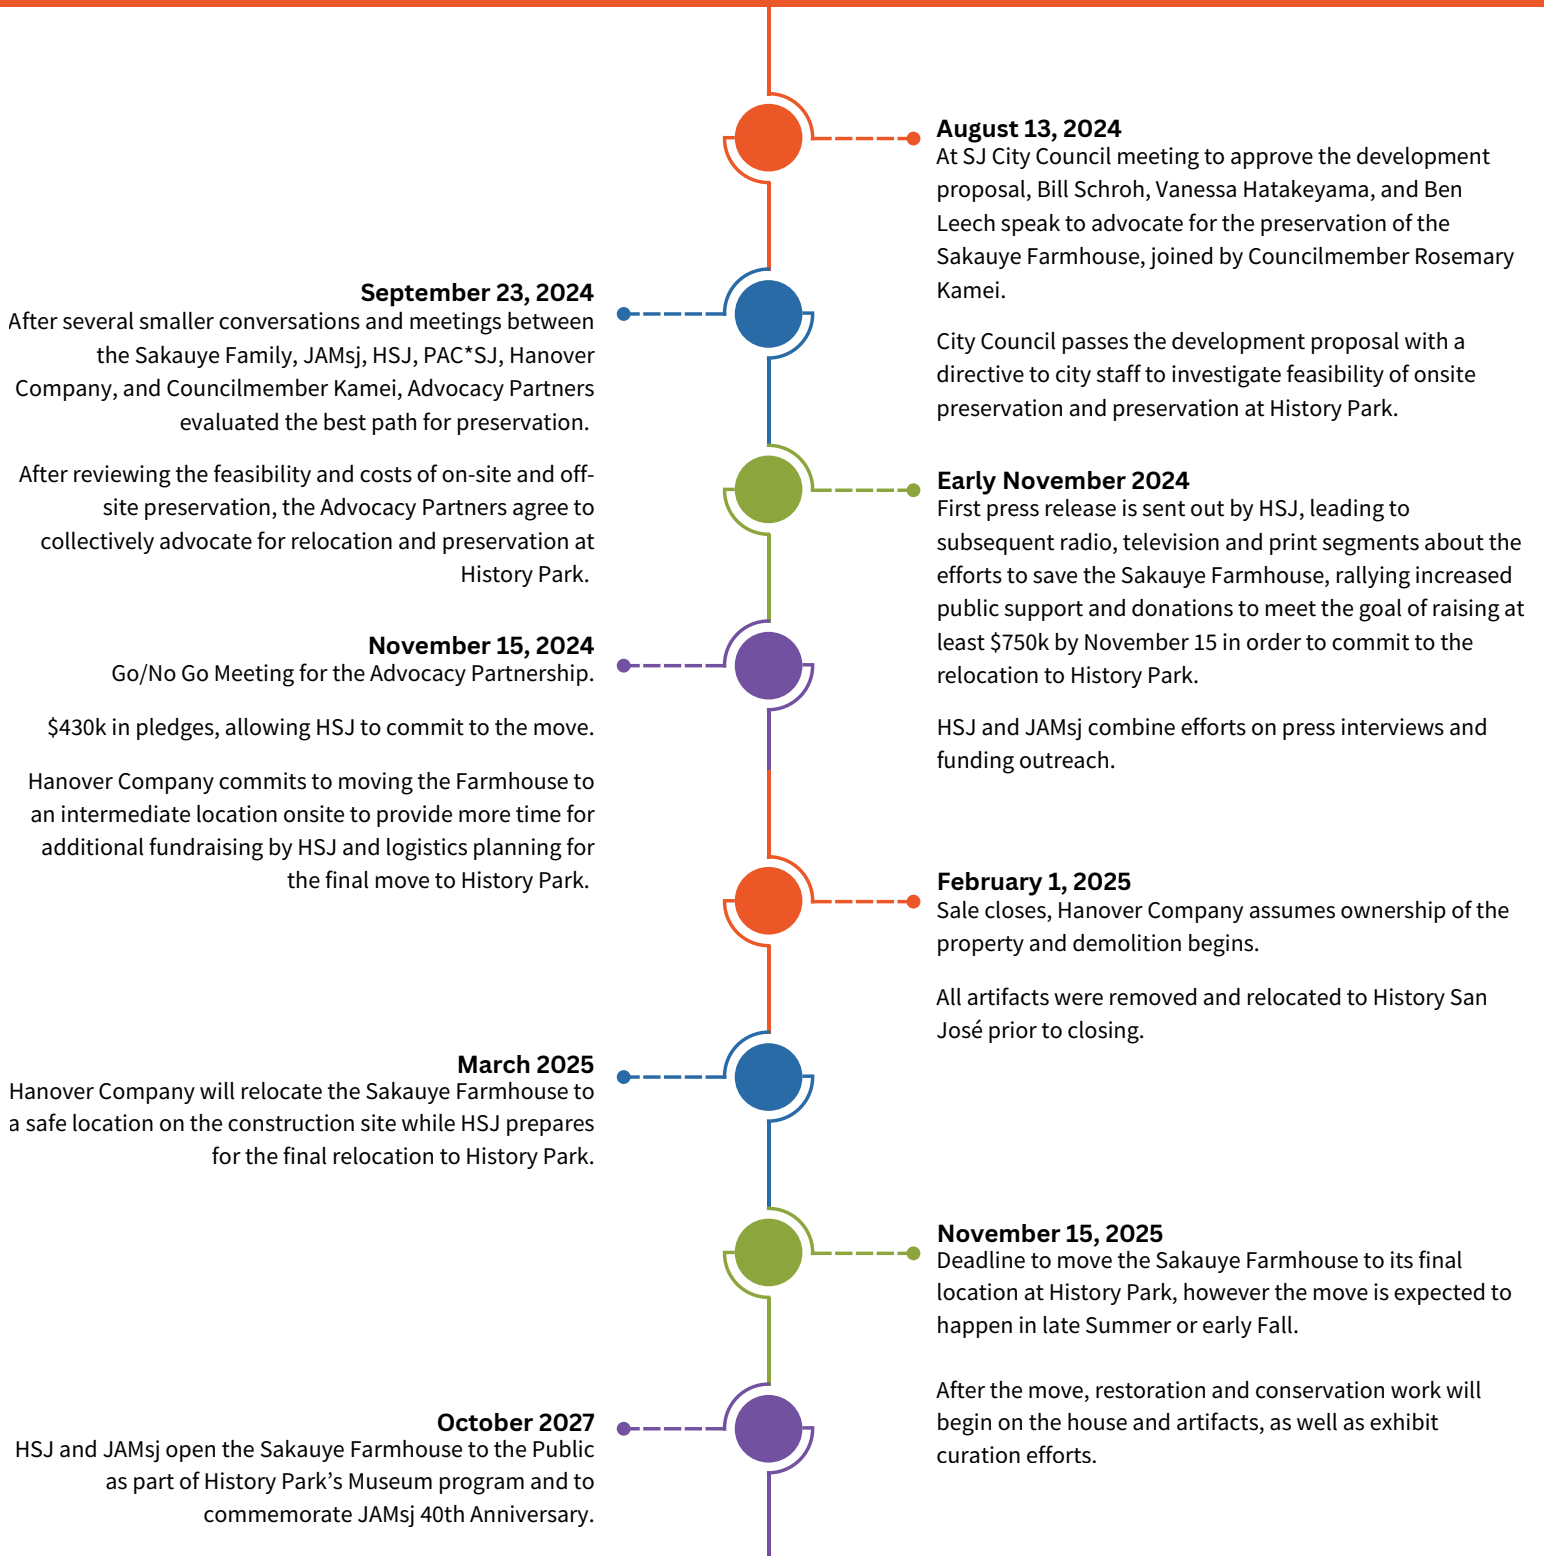 August 13, 2024
At SJ City Council meeting to approve the development
proposal, Bill Schroh, Vanessa Hatakeyama, and Ben
Leech speak to advocate for the preservation of the
Sakauye Farmhouse, joined by Councilmember Rosemary
Kamei.
City Council passes the development proposal with a
directive to city staff to investigate feasibility of onsite
preservation and preservation at History Park.
September 23, 2024
After several smaller conversations and meetings between
the Sakauye Family, JAMsj, HSJ, PAC*SJ, Hanover
Company, and Councilmember Kamei, Advocacy Partners
evaluated the best path for preservation.
After reviewing the feasibility and costs of on-site and off-
site preservation, the Advocacy Partners agree to
collectively advocate for relocation and preservation at
History Park.
Early November 2024
First press release is sent out by HSJ, leading to
subsequent radio, television and print segments about the
efforts to save the Sakauye Farmhouse, rallying increased
public support and donations to meet the goal of raising at
least $750k by November 15 in order to commit to the
relocation to History Park.
HSJ and JAMsj combine efforts on press interviews and
funding outreach.
November 15, 2024
Go/No Go Meeting for the Advocacy Partnership.
$430k in pledges, allowing HSJ to commit to the move.
Hanover Company commits to moving the Farmhouse to
an intermediate location onsite to provide more time for
additional fundraising by HSJ and logistics planning for
the final move to History Park.
February 1, 2025
Sale closes, Hanover Company assumes ownership of the
property and demolition begins.
All artifacts were removed and relocated to History San
José prior to closing.
March 2025
Hanover Company will relocate the Sakauye Farmhouse to
a safe location on the construction site while HSJ prepares
for the final relocation to History Park.
November 15, 2025
Deadline to move the Sakauye Farmhouse to its final
location at History Park, however the move is expected to
happen in late Summer or early Fall.
After the move, restoration and conservation work will
begin on the house and artifacts, as well as exhibit
curation efforts.
October 2027
HSJ and JAMsj open the Sakauye Farmhouse to the Public
as part of History Park’s Museum program and to
commemorate JAMsj 40th Anniversary.